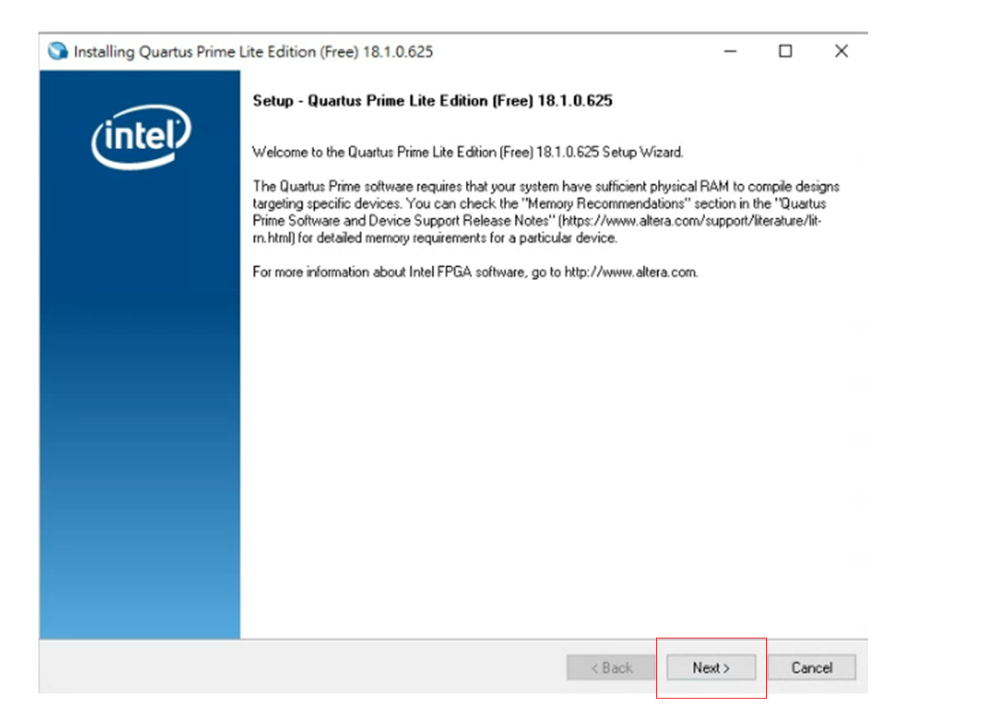 Installing Quartus Prime Lite Edition (Free) 18.1.0.625
intel
Setup - Quartus Prime Lite Edition (Free) 18.1.0.625
Welcome to the Quartus Prime Lite Edition (Free) 18.1.0.625 Setup Wizard.
The Quartus Prime software requires that your system have sufficient physical RAM to compile designs
targeting specific devices. You can check the "Memory Recommendations" section in the "Quartus
Prime Software and Device Support Release Notes" (https://www.altera.com/support/literature/lit-
rn.html) for detailed memory requirements for a particular device.
For more information about Intel FPGA software, go to http://www.altera.com.
< Back
Next >
Cancel